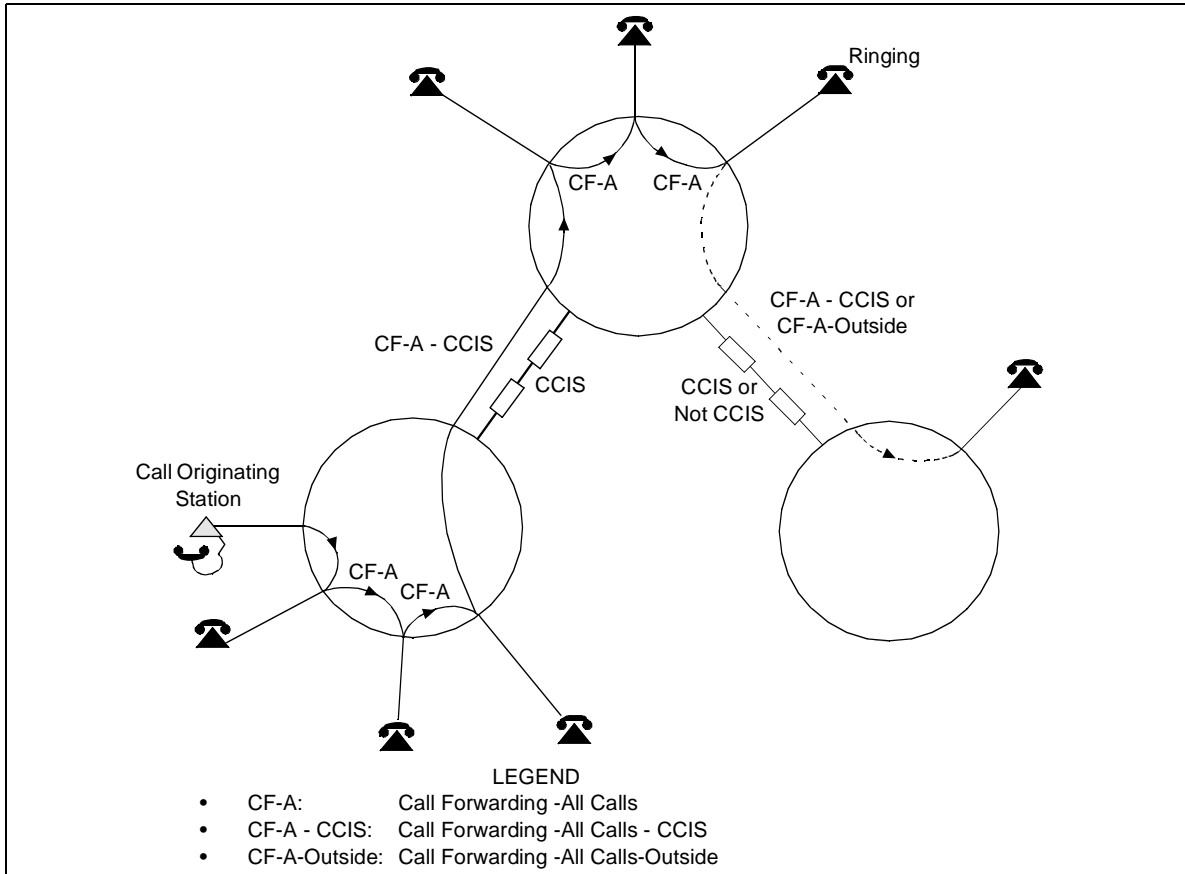 Ringing
CF-A
CF-A
CF-A - CCIS or
CF-A-Outside
CF-A - CCIS
CCIS
CCIS or
Not CCIS
Call Originating
Station
CF-A
CF-A
LEGEND
• CF-A: Call Forwarding -All Calls
• CF-A - CCIS: Call Forwarding -All Calls - CCIS
• CF-A-Outside: Call Forwarding -All Calls-Outside